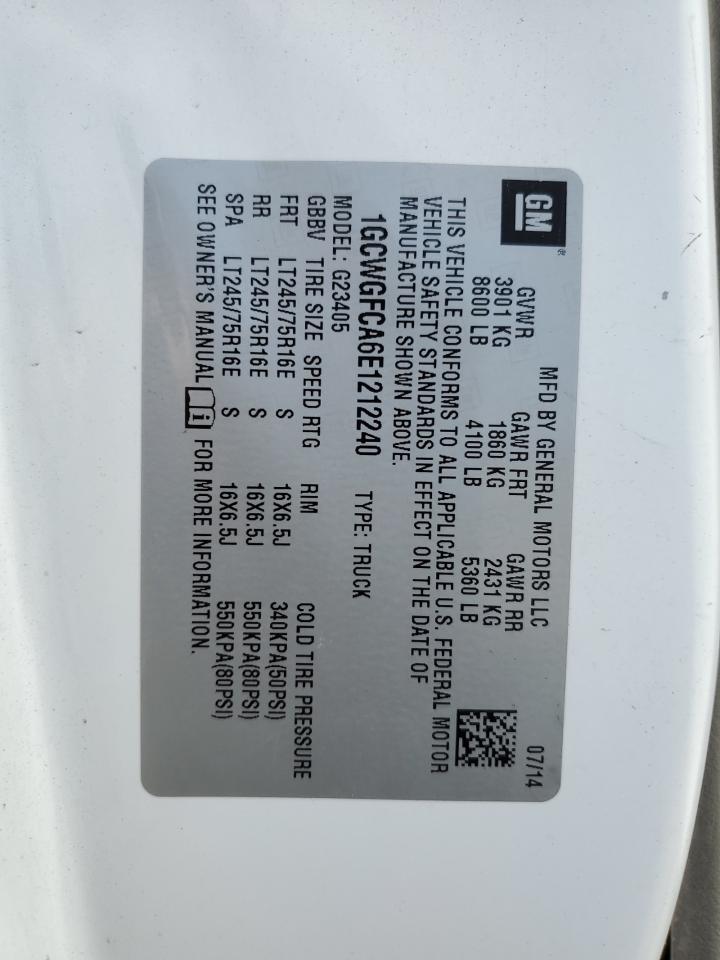 GM®
MFD BY GENERAL MOTORS LLC 07/14
GVWR GAWR FRT GAWR RR
3901 KG 1860 KG 2431 KG
8600 LB 4100 LB 5360 LB
THIS VEHICLE CONFORMS TO ALL APPLICABLE U.S. FEDERAL MOTOR
VEHICLE SAFETY STANDARDS IN EFFECT ON THE DATE OF
MANUFACTURE SHOWN ABOVE.
1GCWGFCA6E1212240 TYPE: TRUCK
MODEL: G23405
GBBV TIRE SIZE SPEED RTG RIM COLD TIRE PRESSURE
FRT LT245/75R16E S 16X6.5J 340KPA(50PSI)
RR LT245/75R16E S 16X6.5J 550KPA(80PSI)
SPA LT245/75R16E S 16X6.5J 550KPA(80PSI)
SEE OWNER'S MANUAL i FOR MORE INFORMATION.